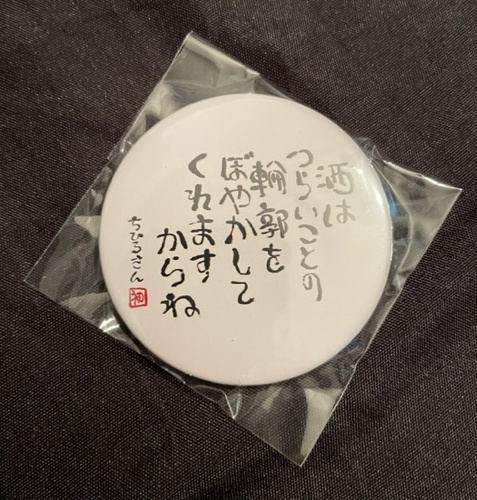 酒は
つらいことの
輪郭を
ぼやかして
くれます
からね
ちひろさん